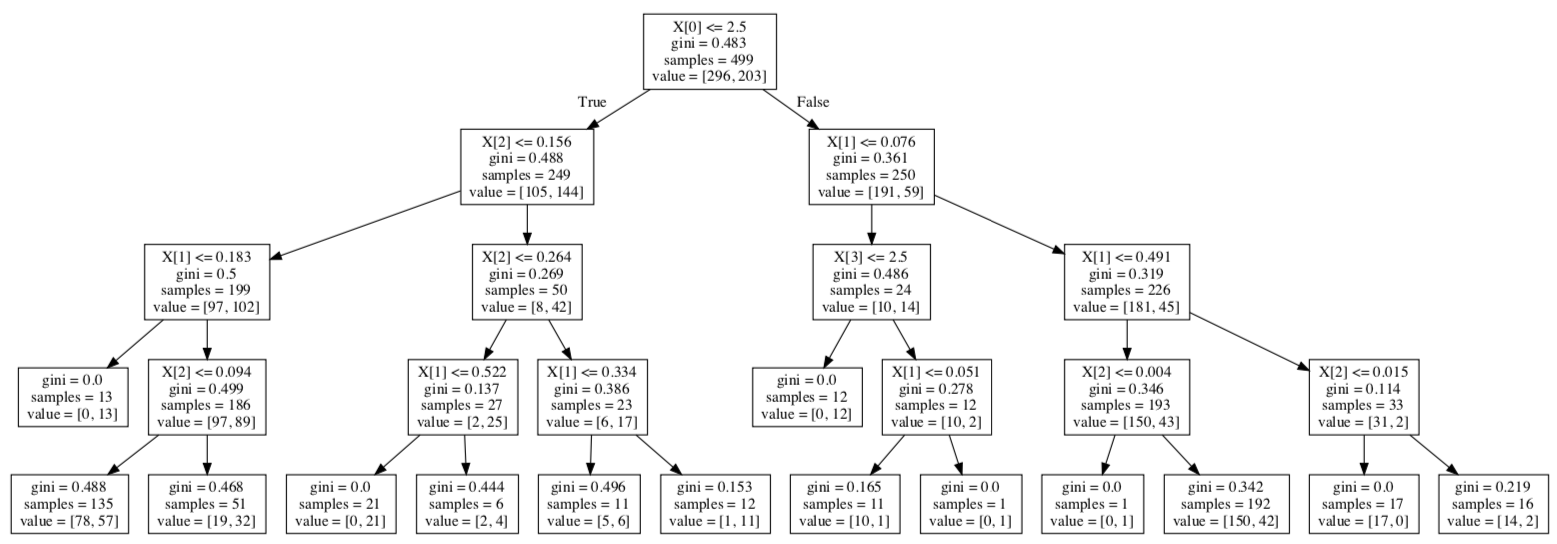 X[0] <= 2.5
gini = 0.483
samples = 499
value = [296, 203]
True
False
X[2] <= 0.156
gini = 0.488
samples = 249
value = [105, 144]
X[1] <= 0.076
gini = 0.361
samples = 250
value = [191, 59]
X[1] <= 0.183
gini = 0.5
samples = 199
value = [97, 102]
X[2] <= 0.264
gini = 0.269
samples = 50
value = [8, 42]
X[3] <= 2.5
gini = 0.486
samples = 24
value = [10, 14]
X[1] <= 0.491
gini = 0.319
samples = 226
value = [181, 45]
gini = 0.0
samples = 13
value = [0, 13]
X[2] <= 0.094
gini = 0.499
samples = 186
value = [97, 89]
X[1] <= 0.522
gini = 0.137
samples = 27
value = [2, 25]
X[1] <= 0.334
gini = 0.386
samples = 23
value = [6, 17]
gini = 0.0
samples = 12
value = [0, 12]
X[1] <= 0.051
gini = 0.278
samples = 12
value = [10, 2]
X[2] <= 0.004
gini = 0.346
samples = 193
value = [150, 43]
X[2] <= 0.015
gini = 0.114
samples = 33
value = [31, 2]
gini = 0.488
samples = 135
value = [78, 57]
gini = 0.468
samples = 51
value = [19, 32]
gini = 0.0
samples = 21
value = [0, 21]
gini = 0.444
samples = 6
value = [2, 4]
gini = 0.496
samples = 11
value = [5, 6]
gini = 0.153
samples = 12
value = [1, 11]
gini = 0.165
samples = 11
value = [10, 1]
gini = 0.0
samples = 1
value = [0, 1]
gini = 0.0
samples = 1
value = [0, 1]
gini = 0.342
samples = 192
value = [150, 42]
gini = 0.0
samples = 17
value = [17, 0]
gini = 0.219
samples = 16
value = [14, 2]